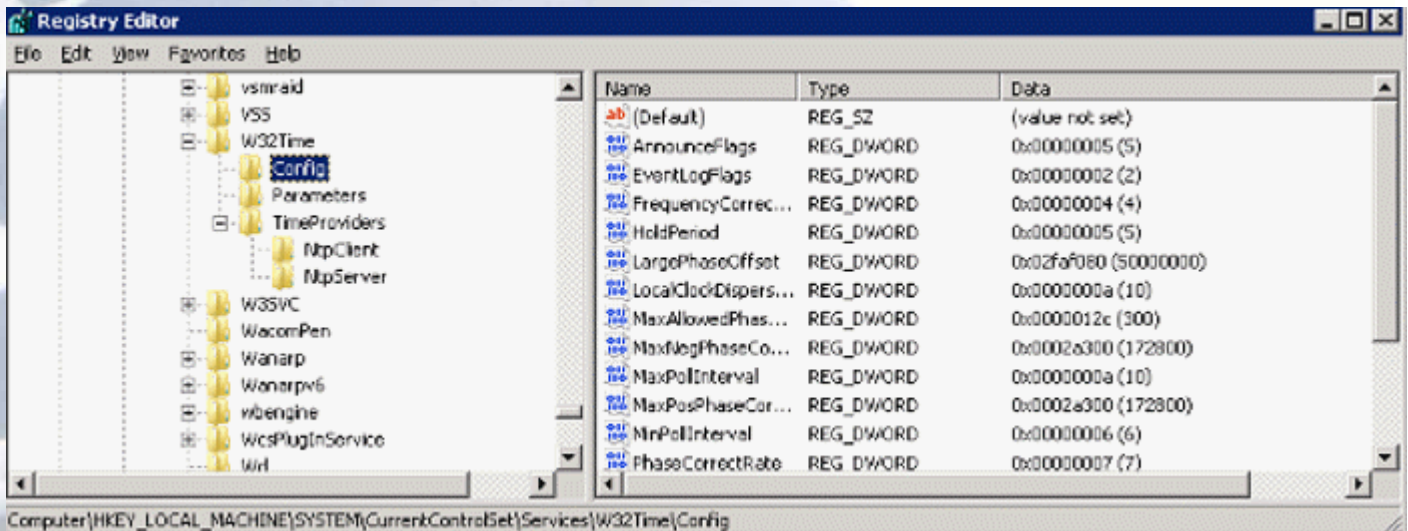 Registry Editor
File Edit View Favorites Help
vsmraid
VSS
W32Time
Config
Parameters
TimeProviders
NtpClient
NtpServer
W3SVC
WacomPen
Wanarp
Wanarpv6
wbengine
WcsPlugInService
Wd
Name Type Data
(Default) REG_SZ (value not set)
AnnounceFlags REG_DWORD 0x00000005 (5)
EventLogFlags REG_DWORD 0x00000002 (2)
FrequencyCorrec... REG_DWORD 0x00000004 (4)
HoldPeriod REG_DWORD 0x00000005 (5)
LargePhaseOffset REG_DWORD 0x02faf080 (50000000)
LocalClockDispers... REG_DWORD 0x0000000a (10)
MaxAllowedPhas... REG_DWORD 0x0000012c (300)
MaxNegPhaseCo... REG_DWORD 0x0002a300 (172800)
MaxPollInterval REG_DWORD 0x0000000a (10)
MaxPosPhaseCor... REG_DWORD 0x0002a300 (172800)
MinPollInterval REG_DWORD 0x00000006 (6)
PhaseCorrectRate REG_DWORD 0x00000007 (7)
Computer\HKEY_LOCAL_MACHINE\SYSTEM\CurrentControlSet\Services\W32Time\Config